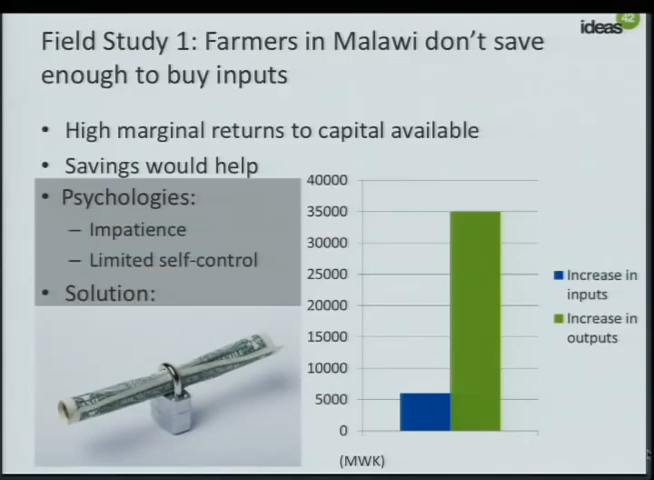 ideas 42
Field Study 1: Farmers in Malawi don't save
enough to buy inputs
• High marginal returns to capital available
• Savings would help
• Psychologies:
– Impatience
– Limited self-control
• Solution:
40000
35000
30000
25000
20000
15000
10000
5000
0
(MWK)
Increase in
inputs
Increase in
outputs